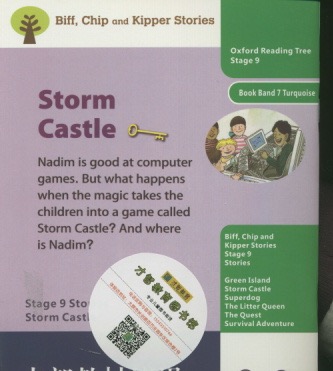 Biff, Chip and Kipper Stories
Oxford Reading Tree
Stage 9
Book Band 7 Turquoise
Storm
Castle
Nadim is good at computer
games. But what happens
when the magic takes the
children into a game called
Storm Castle? And where
is Nadim?
Biff, Chip and
Kipper Stories
Stage 9
Stories
Green Island
Storm Castle
Superdog
The Litter Queen
The Quest
Survival Adventure
Stage 9
Storm